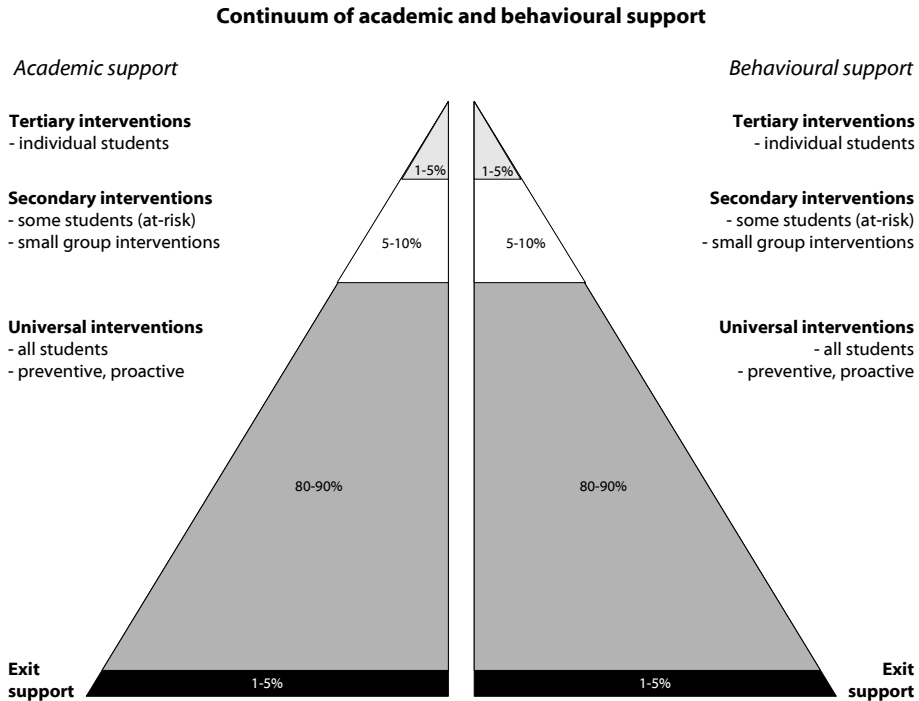 Continuum of academic and behavioural support
Academic support
Behavioural support
Tertiary interventions
- individual students
Secondary interventions
- some students (at-risk)
- small group interventions
Universal interventions
- all students
- preventive, proactive
Exit
support
1-5%
5-10%
80-90%
1-5%
1-5%
5-10%
80-90%
1-5%
Tertiary interventions
- individual students
Secondary interventions
- some students (at-risk)
- small group interventions
Universal interventions
- all students
- preventive, proactive
Exit
support